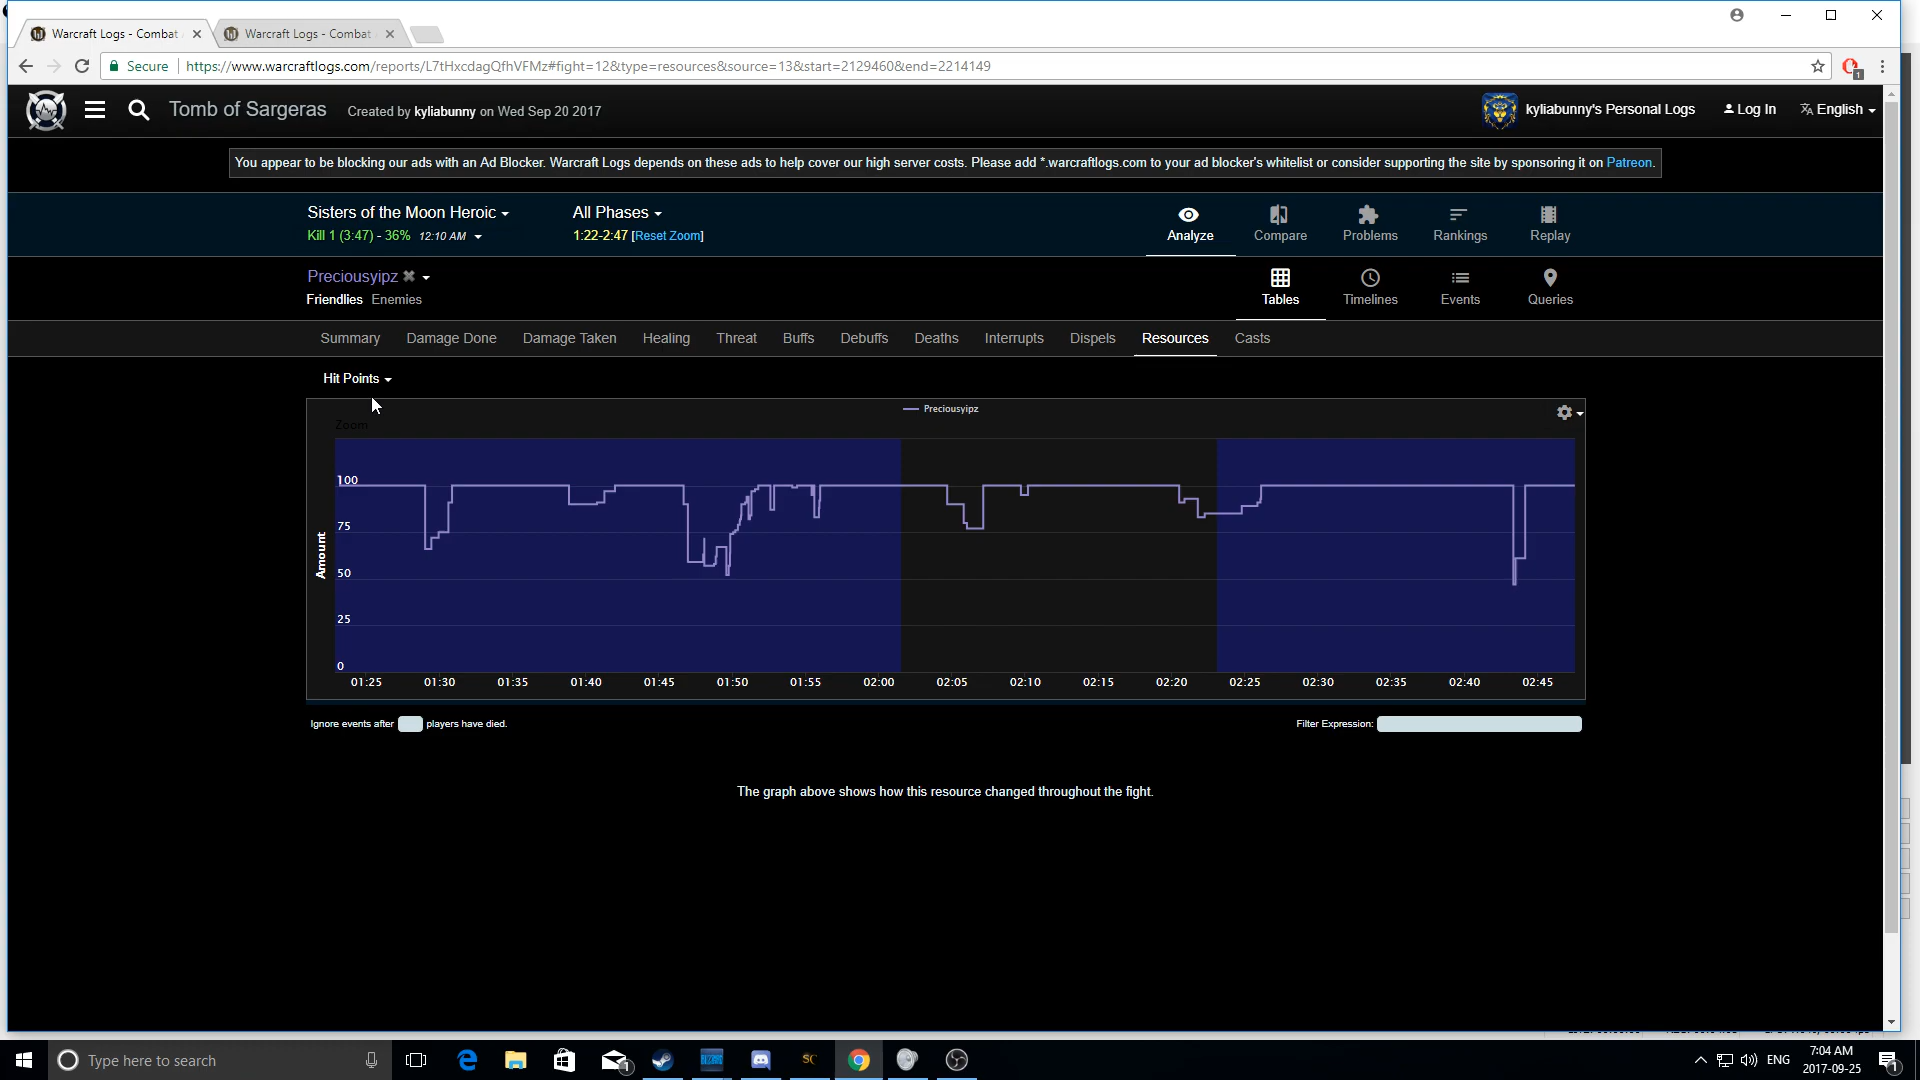 Warcraft Logs - Combat
Warcraft Logs - Combat
Secure
https://www.warcraftlogs.com/reports/L7tHxcdagQfhVFMz#fight=12&type=resources&source=13&start=2129460&end=2214149
1
Tomb of Sargeras
Created by kyliabunny on Wed Sep 20 2017
kyliabunny's Personal Logs
Log In
English
You appear to be blocking our ads with an Ad Blocker. Warcraft Logs depends on these ads to help cover our high server costs. Please add *.warcraftlogs.com to your ad blocker's whitelist or consider supporting the site by sponsoring it on Patreon.
Sisters of the Moon Heroic
All Phases
Kill 1 (3:47) - 36% 12:10 AM
1:22-2:47 [Reset Zoom]
Analyze
Compare
Problems
Rankings
Replay
Preciousyipz
Friendlies Enemies
Tables
Timelines
Events
Queries
Summary Damage Done Damage Taken Healing Threat Buffs Debuffs Deaths Interrupts Dispels Resources Casts
Hit Points
Preciousyipz
Zoom
Amount
100
75
50
25
0
01:25 01:30 01:35 01:40 01:45 01:50 01:55 02:00 02:05 02:10 02:15 02:20 02:25 02:30 02:35 02:40 02:45
Ignore events after players have died.
Filter Expression:
The graph above shows how this resource changed throughout the fight.
Type here to search
1
SC
ENG
7:04 AM
2017-09-25
1